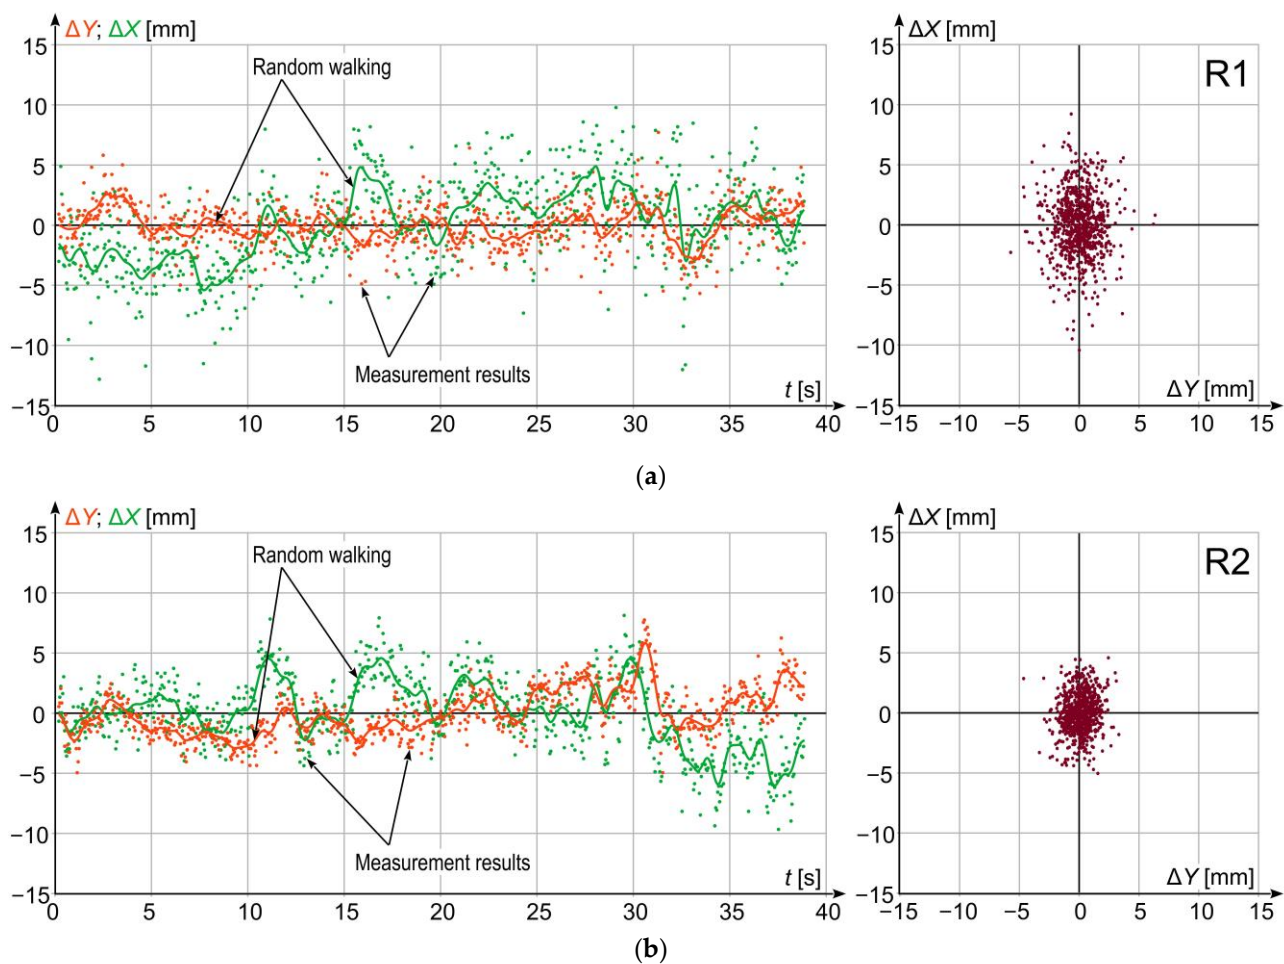 ΔY; ΔX [mm]
15
Random walking
10
5
0
−5
−10
Measurement results
t [s]
−15
0 5 10 15 20 25 30 35 40
ΔX [mm]
15
R1
10
5
0
−5
−10
ΔY [mm]
−15
−15 −10 −5 0 5 10 15
(a)
ΔY; ΔX [mm]
15
Random walking
10
5
0
−5
−10
Measurement results
t [s]
−15
0 5 10 15 20 25 30 35 40
ΔX [mm]
15
R2
10
5
0
−5
−10
ΔY [mm]
−15
−15 −10 −5 0 5 10 15
(b)